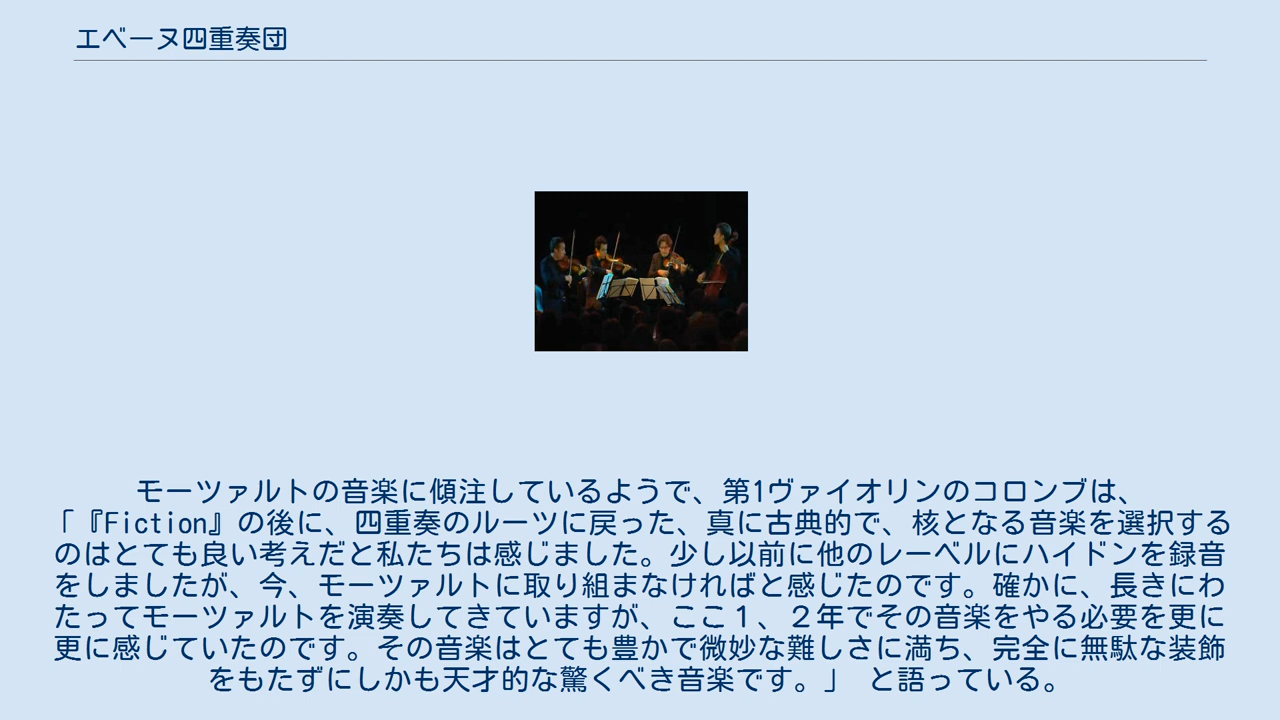 エベーヌ四重奏団
モーツァルトの音楽に傾注しているようで、第1ヴァイオリンのコロンブは、
「『Fiction』の後に、四重奏のルーツに戻った、真に古典的で、核となる音楽を選択する
のはとても良い考えだと私たちは感じました。少し以前に他のレーベルにハイドンを録音
をしましたが、今、モーツァルトに取り組まなければと感じたのです。確かに、長きにわ
たってモーツァルトを演奏してきていますが、ここ１、２年でその音楽をやる必要を更に
更に感じていたのです。その音楽はとても豊かで微妙な難しさに満ち、完全に無駄な装飾
をもたずにしかも天才的な驚くべき音楽です。」　と語っている。